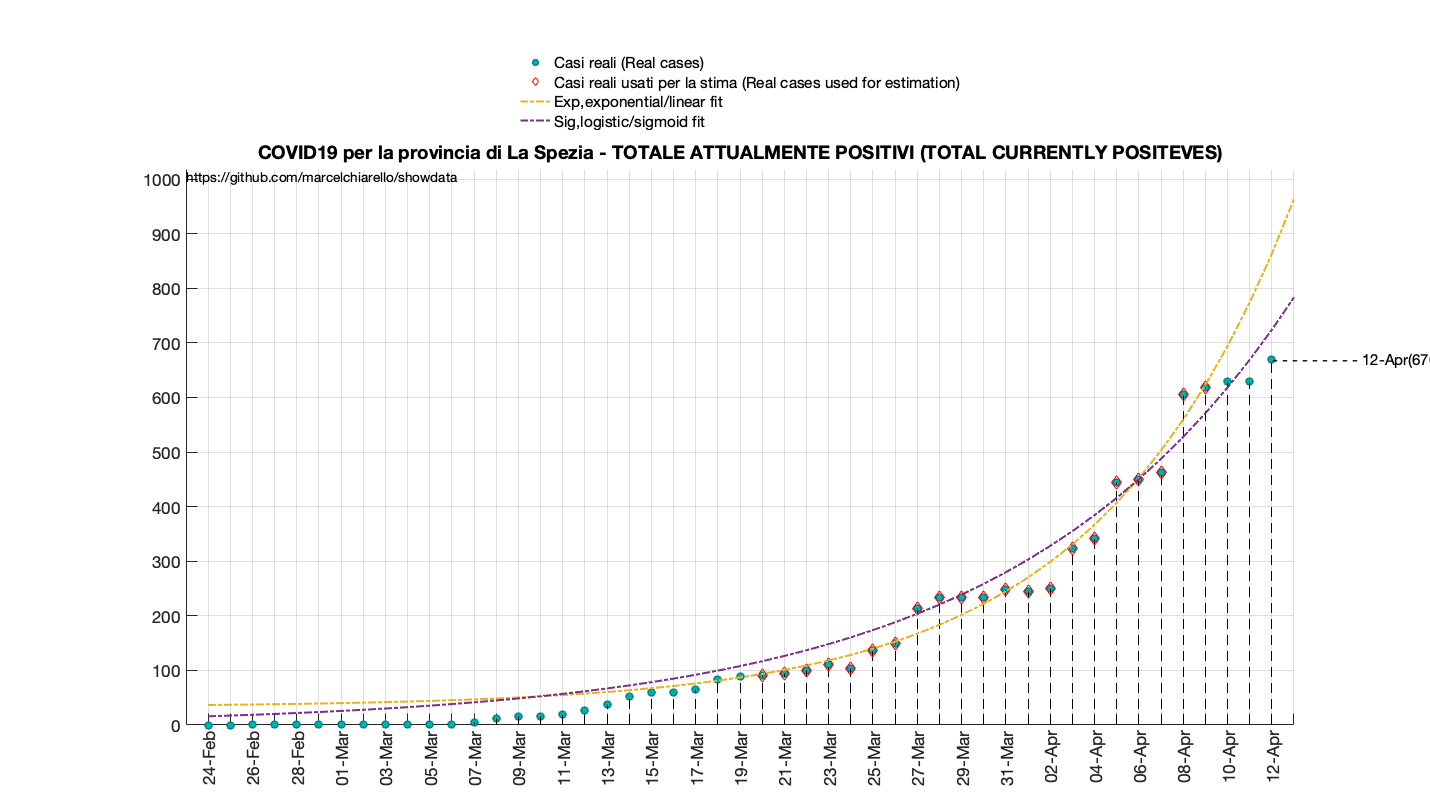 Casi reali (Real cases)
Casi reali usati per la stima (Real cases used for estimation)
Exp,exponential/linear fit
Sig,logistic/sigmoid fit
COVID19 per la provincia di La Spezia - TOTALE ATTUALMENTE POSITIVI (TOTAL CURRENTLY POSITEVES)
https://github.com/marcelchiarello/showdata
1000
900
800
700
600
500
400
300
200
100
0
12-Apr(67
24-Feb
26-Feb
28-Feb
01-Mar
03-Mar
05-Mar
07-Mar
09-Mar
11-Mar
13-Mar
15-Mar
17-Mar
19-Mar
21-Mar
23-Mar
25-Mar
27-Mar
29-Mar
31-Mar
02-Apr
04-Apr
06-Apr
08-Apr
10-Apr
12-Apr